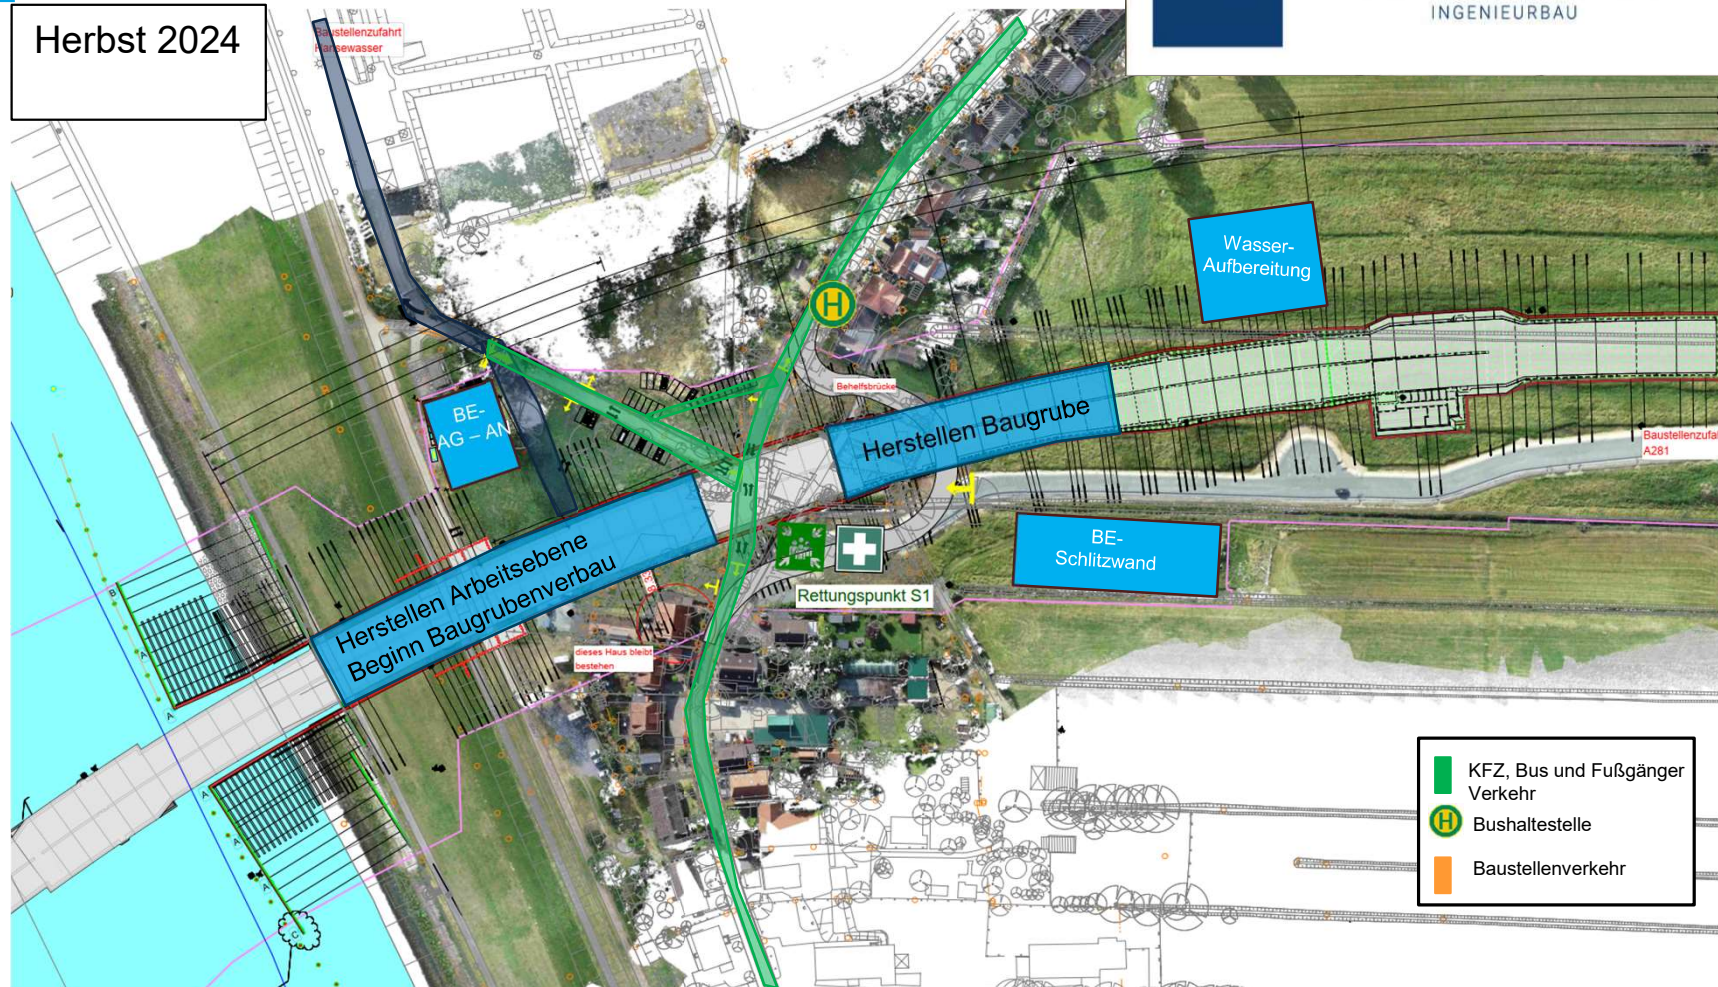 Herbst 2024
INGENIEURBAU
Baustellenzufahrt
Hansewasser
H
Wasser-
Aufbereitung
BE-
AG – AN
Behelfsbrücke
Herstellen Baugrube
Baustellenzufa
A281
BE-
Schlitzwand
Herstellen Arbeitsebene
Beginn Baugrubenverbau
Rettungspunkt S1
dieses Haus bleibt
bestehen
KFZ, Bus und Fußgänger
Verkehr
H
Bushaltestelle
Baustellenverkehr
B
A
A
A
A
A
C